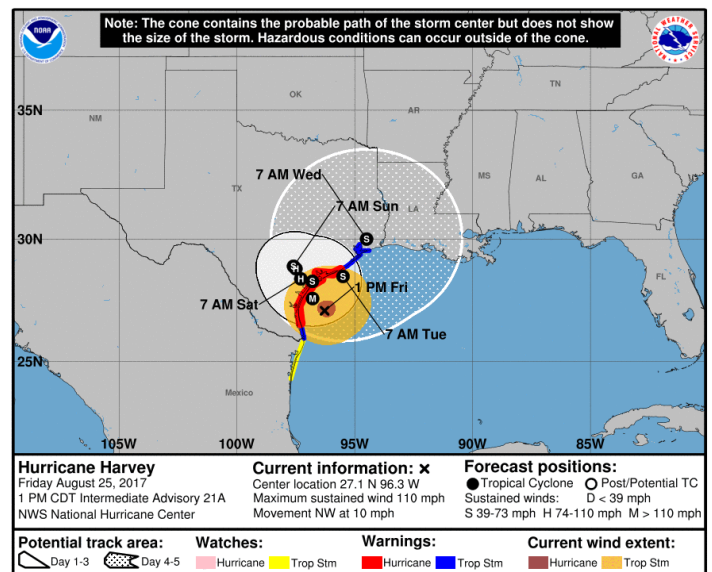 Note: The cone contains the probable path of the storm center but does not show
the size of the storm. Hazardous conditions can occur outside of the cone.
NOAA
NATIONAL WEATHER SERVICE
35N
30N
25N
NM
OK
AR
TN
TX
LA
MS
AL
GA
FL
Mexico
7 AM Wed
7 AM Sun
1 PM Fri
7 AM Sat
7 AM Tue
S
S
H
H
S
S
M
105W
100W
95W
90W
85W
Hurricane Harvey
Friday August 25, 2017
1 PM CDT Intermediate Advisory 21A
NWS National Hurricane Center
Current information: ×
Center location 27.1 N 96.3 W
Maximum sustained wind 110 mph
Movement NW at 10 mph
Forecast positions:
Tropical Cyclone Post/Potential TC
Sustained winds: D < 39 mph
S 39-73 mph H 74-110 mph M > 110 mph
Potential track area:
Day 1-3 Day 4-5
Watches:
Hurricane Trop Stm
Warnings:
Hurricane Trop Stm
Current wind extent:
Hurricane Trop Stm